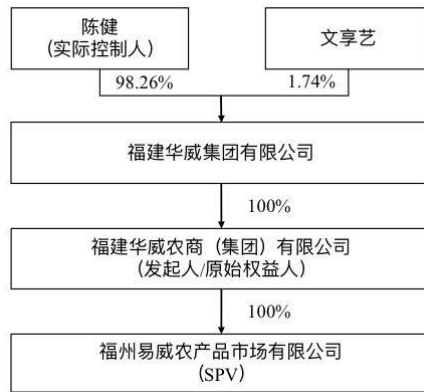 陈健
（实际控制人）
文享艺
98.26%
1.74%
福建华威集团有限公司
100%
福建华威农商（集团）有限公司
（发起人/原始权益人）
100%
福州易威农产品市场有限公司
（SPV）